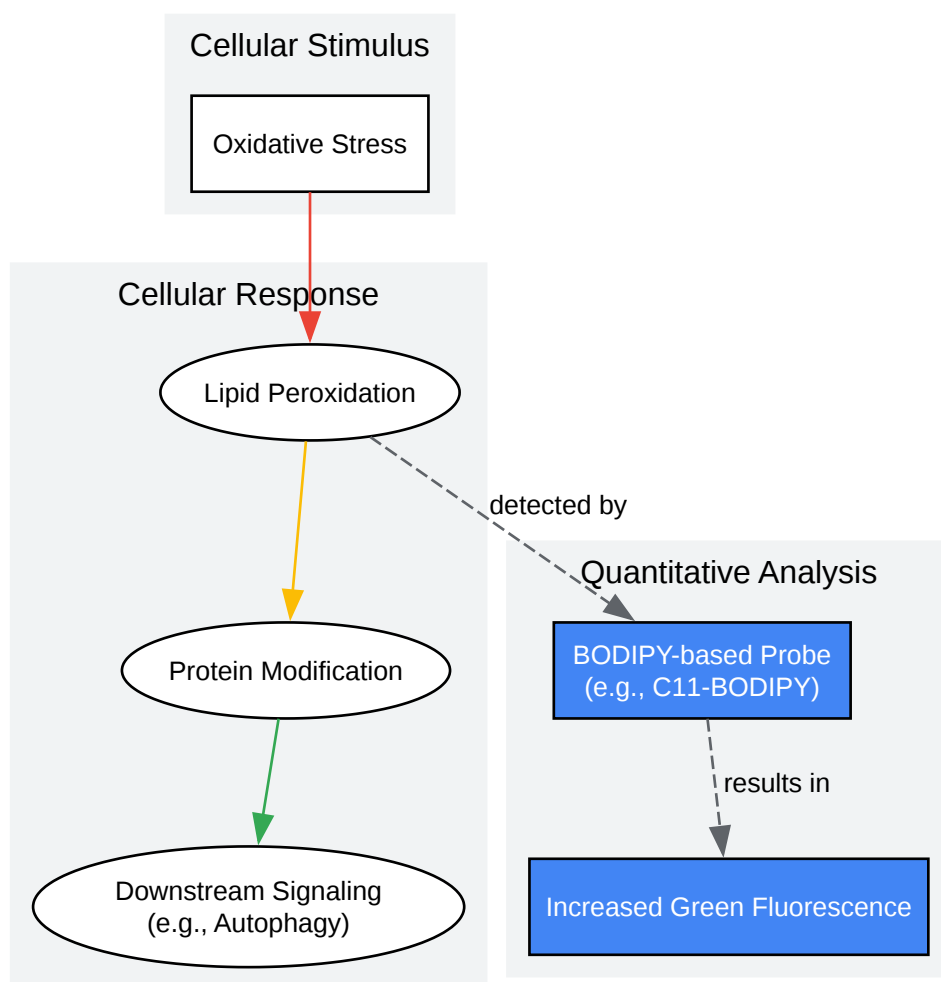 Cellular Stimulus
Oxidative Stress
Cellular Response
Lipid Peroxidation
detected by
Quantitative Analysis
BODIPY-based Probe
(e.g., C11-BODIPY)
Protein Modification
results in
Downstream Signaling
(e.g., Autophagy)
Increased Green Fluorescence